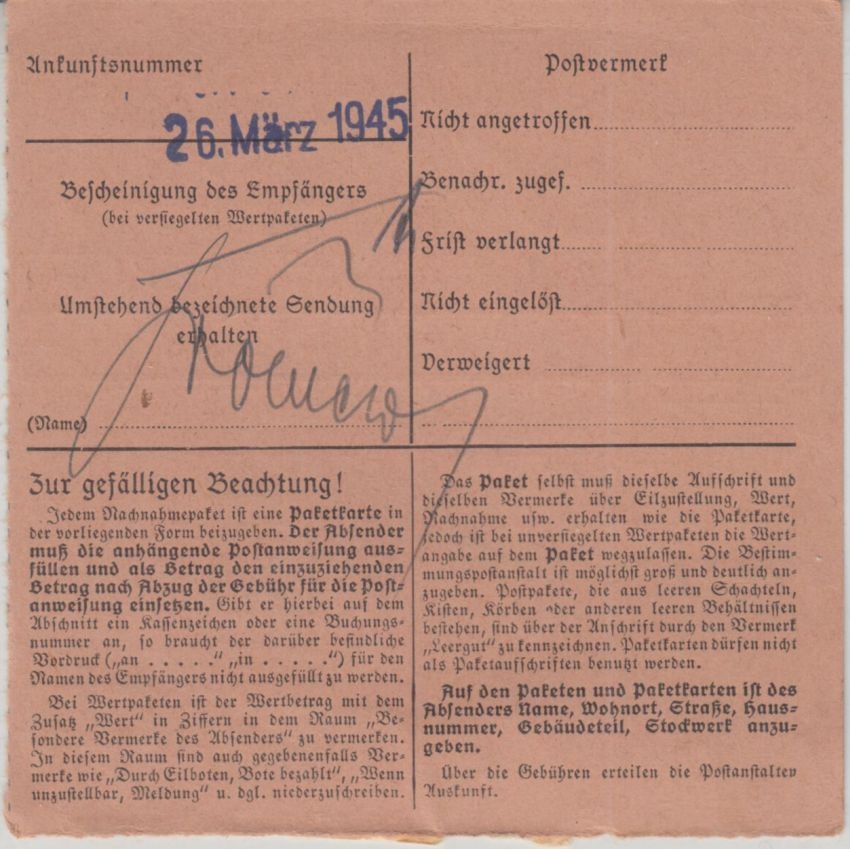 Ankunftsnummer
26. März 1945
Bescheinigung des Empfängers
(bei versiegelten Wertpaketen)
Umstehend bezeichnete Sendung
erhalten
(Name)
Postvermerk
Nicht angetroffen
Benachr. zuges.
Frist verlangt
Nicht eingelöst
Verweigert
Zur gefälligen Beachtung!
Jedem Nachnahmepaket ist eine Paketkarte in
der vorliegenden Form beizugeben. Der Absender
muß die anhängende Postanweisung aus-
füllen und als Betrag den einzuziehenden
Betrag nach Abzug der Gebühr für die Post-
anweisung einsetzen. Gibt er hierbei auf dem
Abschnitt ein Kassenzeichen oder eine Buchungs-
nummer an, so braucht der darüber befindliche
Vordruck („an . . . . .“ „in . . . . .“) für den
Namen des Empfängers nicht ausgefüllt zu werden.
Bei Wertpaketen ist der Wertbetrag mit dem
Zusatz „Wert“ in Ziffern in dem Raum „Be-
sondere Vermerke des Absenders“ zu vermerken.
In diesem Raum sind auch gegebenenfalls Ver-
merke wie „Durch Eilboten, Bote bezahlt“, „Wenn
unzustellbar, Meldung“ u. dgl. niederzuschreiben.
Das Paket selbst muß dieselbe Aufschrift und
dieselben Vermerke über Eilzustellung, Wert,
Nachnahme usw. erhalten wie die Paketkarte,
jedoch ist bei unversiegelten Wertpaketen die Wert-
angabe auf dem Paket wegzulassen. Die Bestim-
mungspostanstalt ist möglichst groß und deutlich an-
zugeben. Postpakete, die aus leeren Schachteln,
Kisten, Körben oder anderen leeren Behältnissen
bestehen, sind über der Anschrift durch den Vermerk
„Leergut“ zu kennzeichnen. Paketkarten dürfen nicht
als Paketaufschriften benutzt werden.
Auf den Paketen und Paketkarten ist des
Absenders Name, Wohnort, Straße, Haus-
nummer, Gebäudeteil, Stockwerk anzu-
geben.
Über die Gebühren erteilen die Postanstalten
Auskunft.